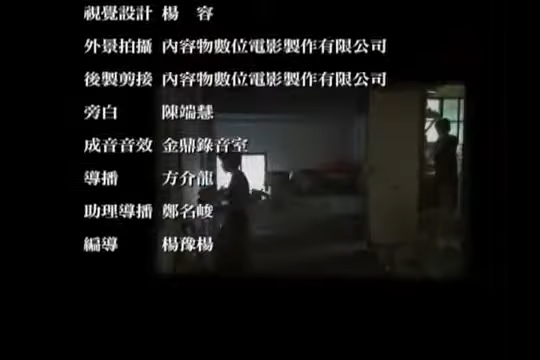 視覺設計 楊 容
外景拍攝 內容物數位電影製作有限公司
後製剪接 內容物數位電影製作有限公司
旁白 陳端慧
成音音效 金鼎錄音室
導播 方介龍
助理導播 鄭名峻
編導 楊豫楊